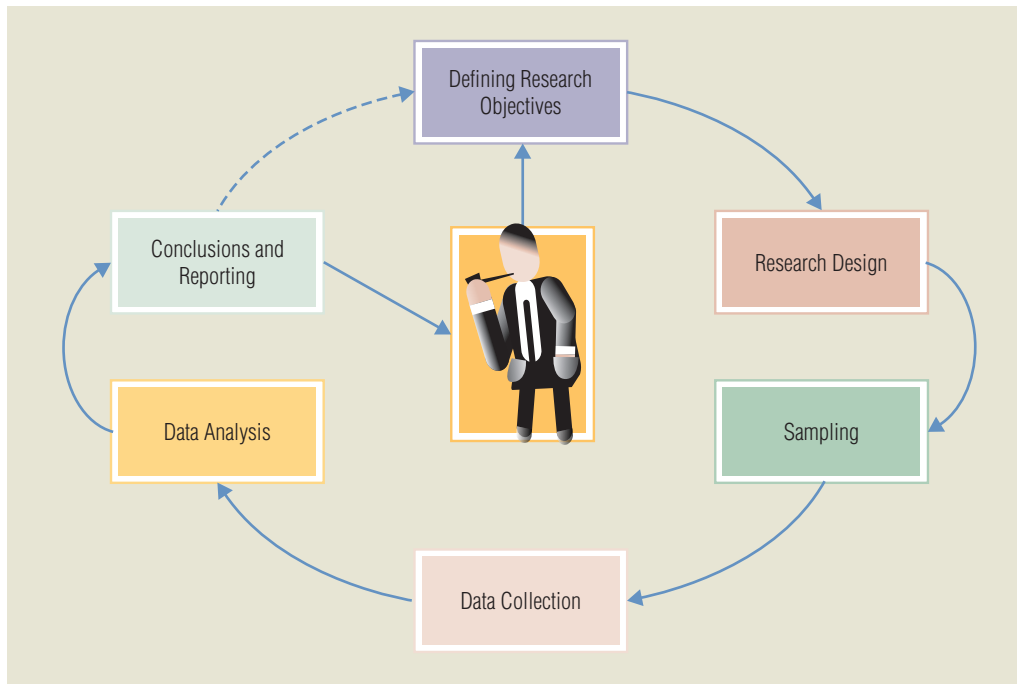 Defining Research
Objectives
Conclusions and
Reporting
Research Design
Data Analysis
Sampling
Data Collection